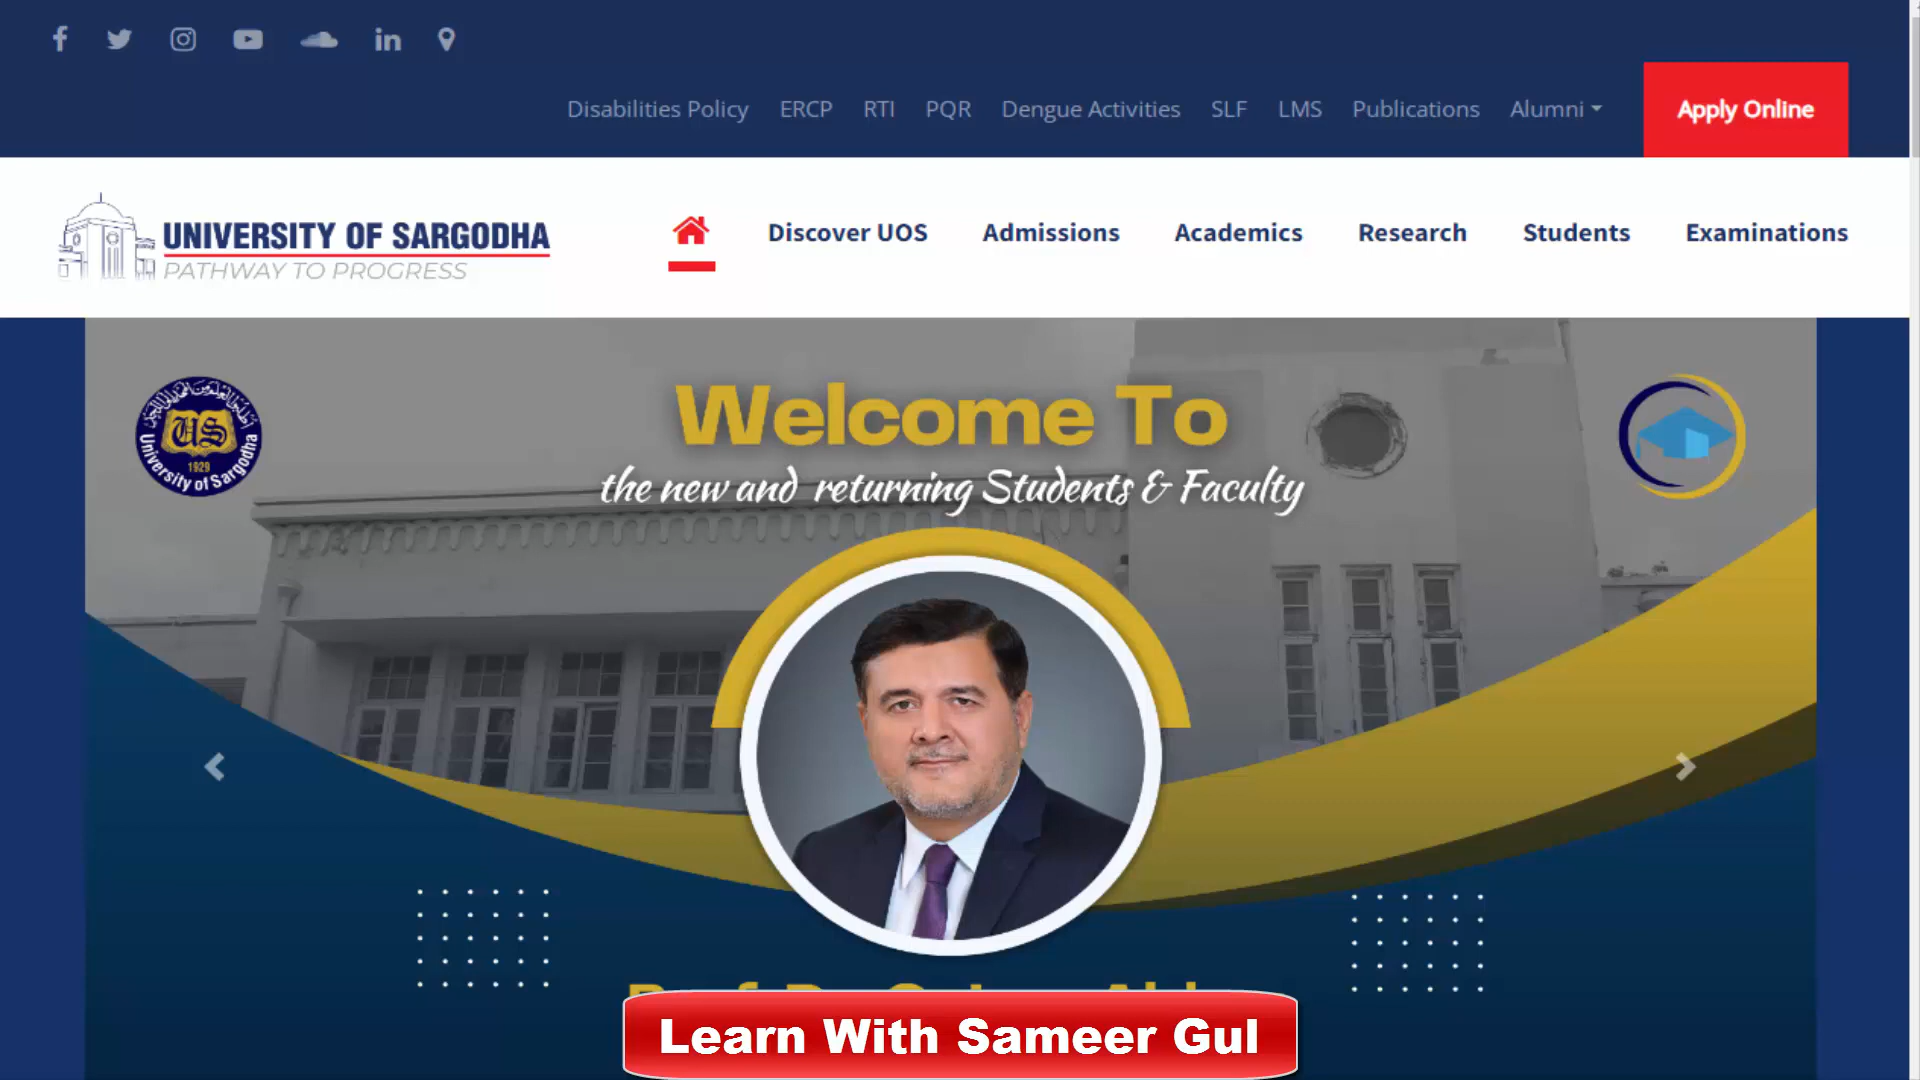 Disabilities Policy ERCP RTI PQR Dengue Activities SLF LMS Publications Alumni Apply Online
UNIVERSITY OF SARGODHA
PATHWAY TO PROGRESS
Discover UOS Admissions Academics Research Students Examinations
Welcome To
the new and returning Students & Faculty
US
1929
University of Sargodha
Learn With Sameer Gul